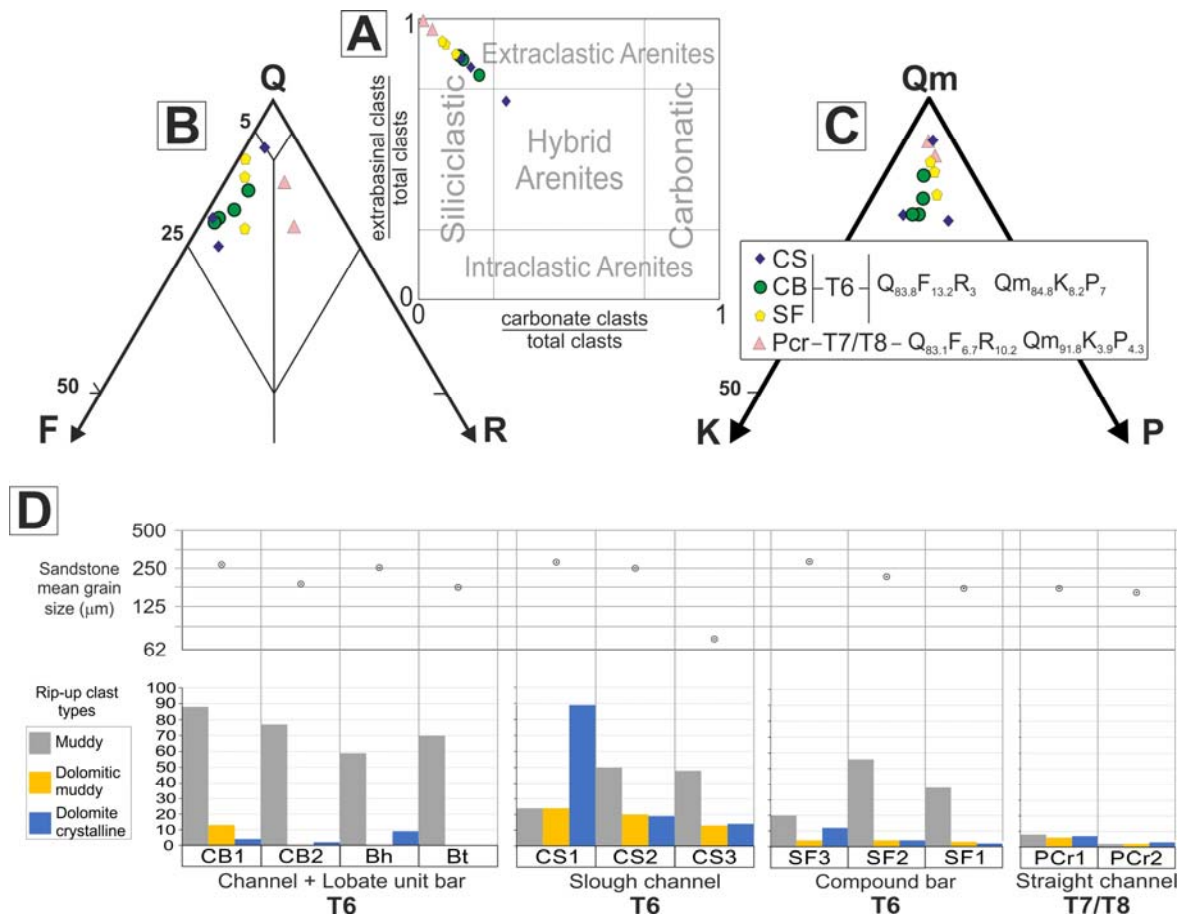 A
1
extrabasinal clasts
total clasts
0
0
1
carbonate clasts
total clasts
Extraclastic Arenites
Siliciclastic
Hybrid
Arenites
Carbonatic
Intraclastic Arenites
B
Q
5
25
50
F
R
C
Qm
50
K
P
CS
CB
SF
T6
Q83.8F13.2R3 Qm84.8K8.2P7
Pcr–T7/T8 – Q83.1F6.7R10.2 Qm91.8K3.9P4.3
D
500
250
125
62
Sandstone
mean grain
size (μm)
Rip-up clast
types
Muddy
Dolomitic
muddy
Dolomite
crystalline
100
90
80
70
60
50
40
30
20
10
0
CB1 CB2 Bh Bt
CS1 CS2 CS3
SF3 SF2 SF1
PCr1 PCr2
Channel + Lobate unit bar
T6
Slough channel
T6
Compound bar
T6
Straight channel
T7/T8